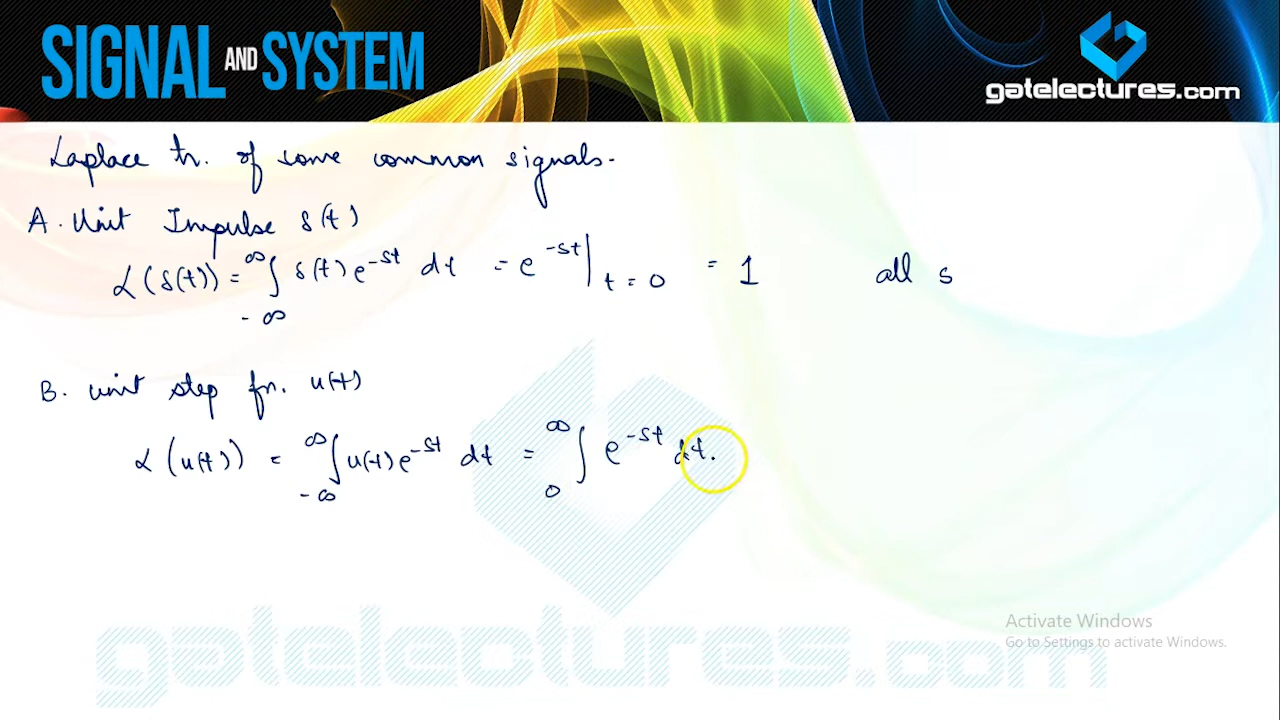 SIGNAL AND SYSTEM
gatelectures.com
Laplace tr. of some common signals.
A. Unit Impulse δ(t)
L(δ(t)) = ∞∫-∞ δ(t)e^-st dt = e^-st|t=0 = 1 all s
B. unit step fn. u(t)
L(u(t)) = ∞∫-∞ u(t)e^-st dt = ∞∫0 e^-st dt.
Activate Windows
Go to Settings to activate Windows.
gatelectures.com